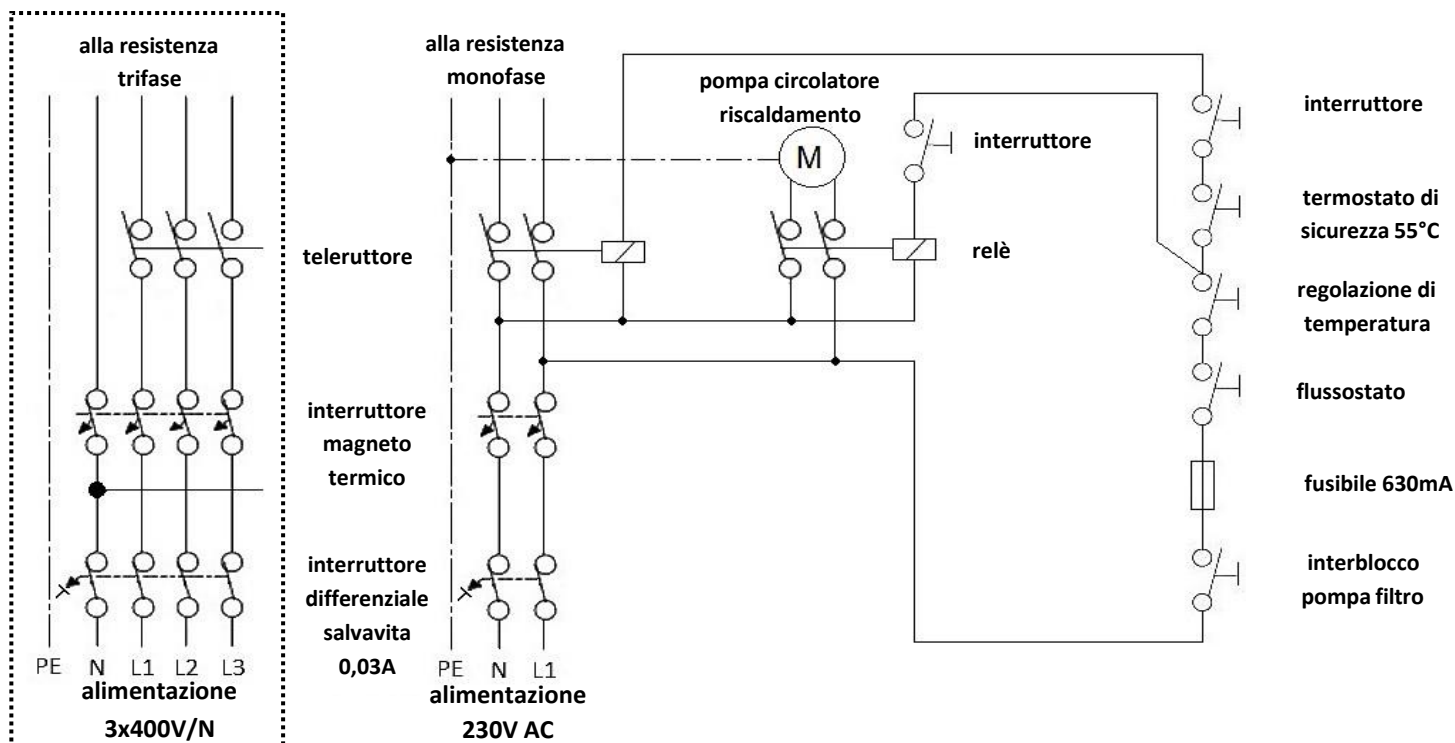 alla resistenza
trifase
alla resistenza
monofase
pompa circolatore
riscaldamento
M
interruttore
interruttore
termostato di
sicurezza 55°C
teleruttore
relè
regolazione di
temperatura
flussostato
interruttore
magneto
termico
fusibile 630mA
interruttore
differenziale
salvavita
0,03A
interblocco
pompa filtro
PE N L1 L2 L3
alimentazione
3x400V/N
PE N L1
alimentazione
230V AC